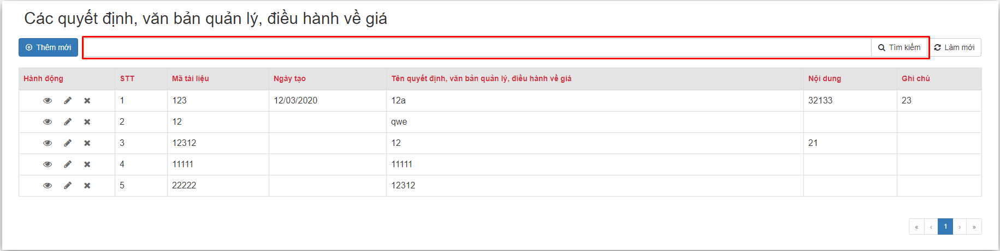 Các quyết định, văn bản quản lý, điều hành về giá
Thêm mới Tìm kiếm Làm mới
Hành động STT Mã tài liệu Ngày tạo Tên quyết định, văn bản quản lý, điều hành về giá Nội dung Ghi chú
1 123 12/03/2020 12a 32133 23
2 12 qwe
3 12312 12 21
4 11111 11111
5 22222 12312
« ‹ 1 › »